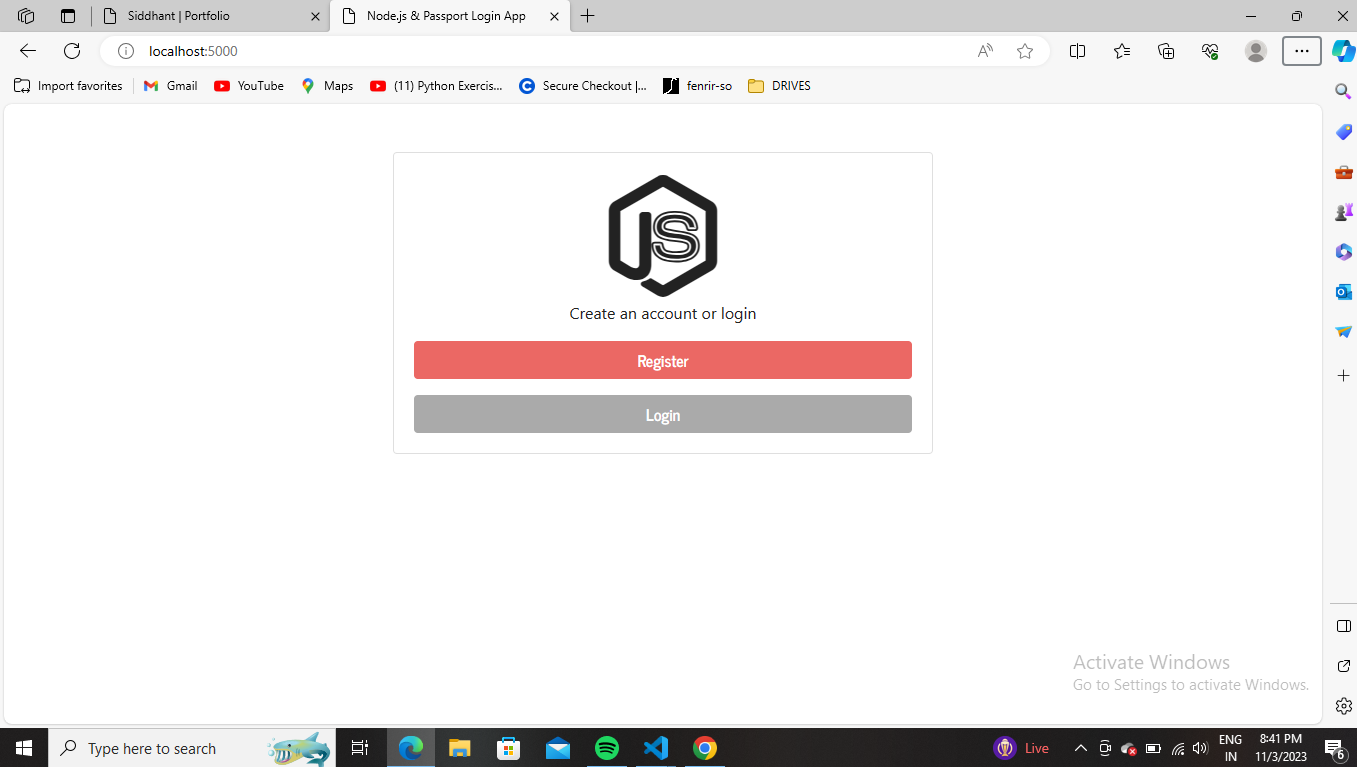 Siddhant | Portfolio
Node.js & Passport Login App
localhost:5000
Import favorites
Gmail
YouTube
Maps
(11) Python Exercis...
Secure Checkout |...
fenrir-so
DRIVES
JS
Create an account or login
Register
Login
Activate Windows
Go to Settings to activate Windows.
Type here to search
Live
ENG
IN
8:41 PM
11/3/2023
6